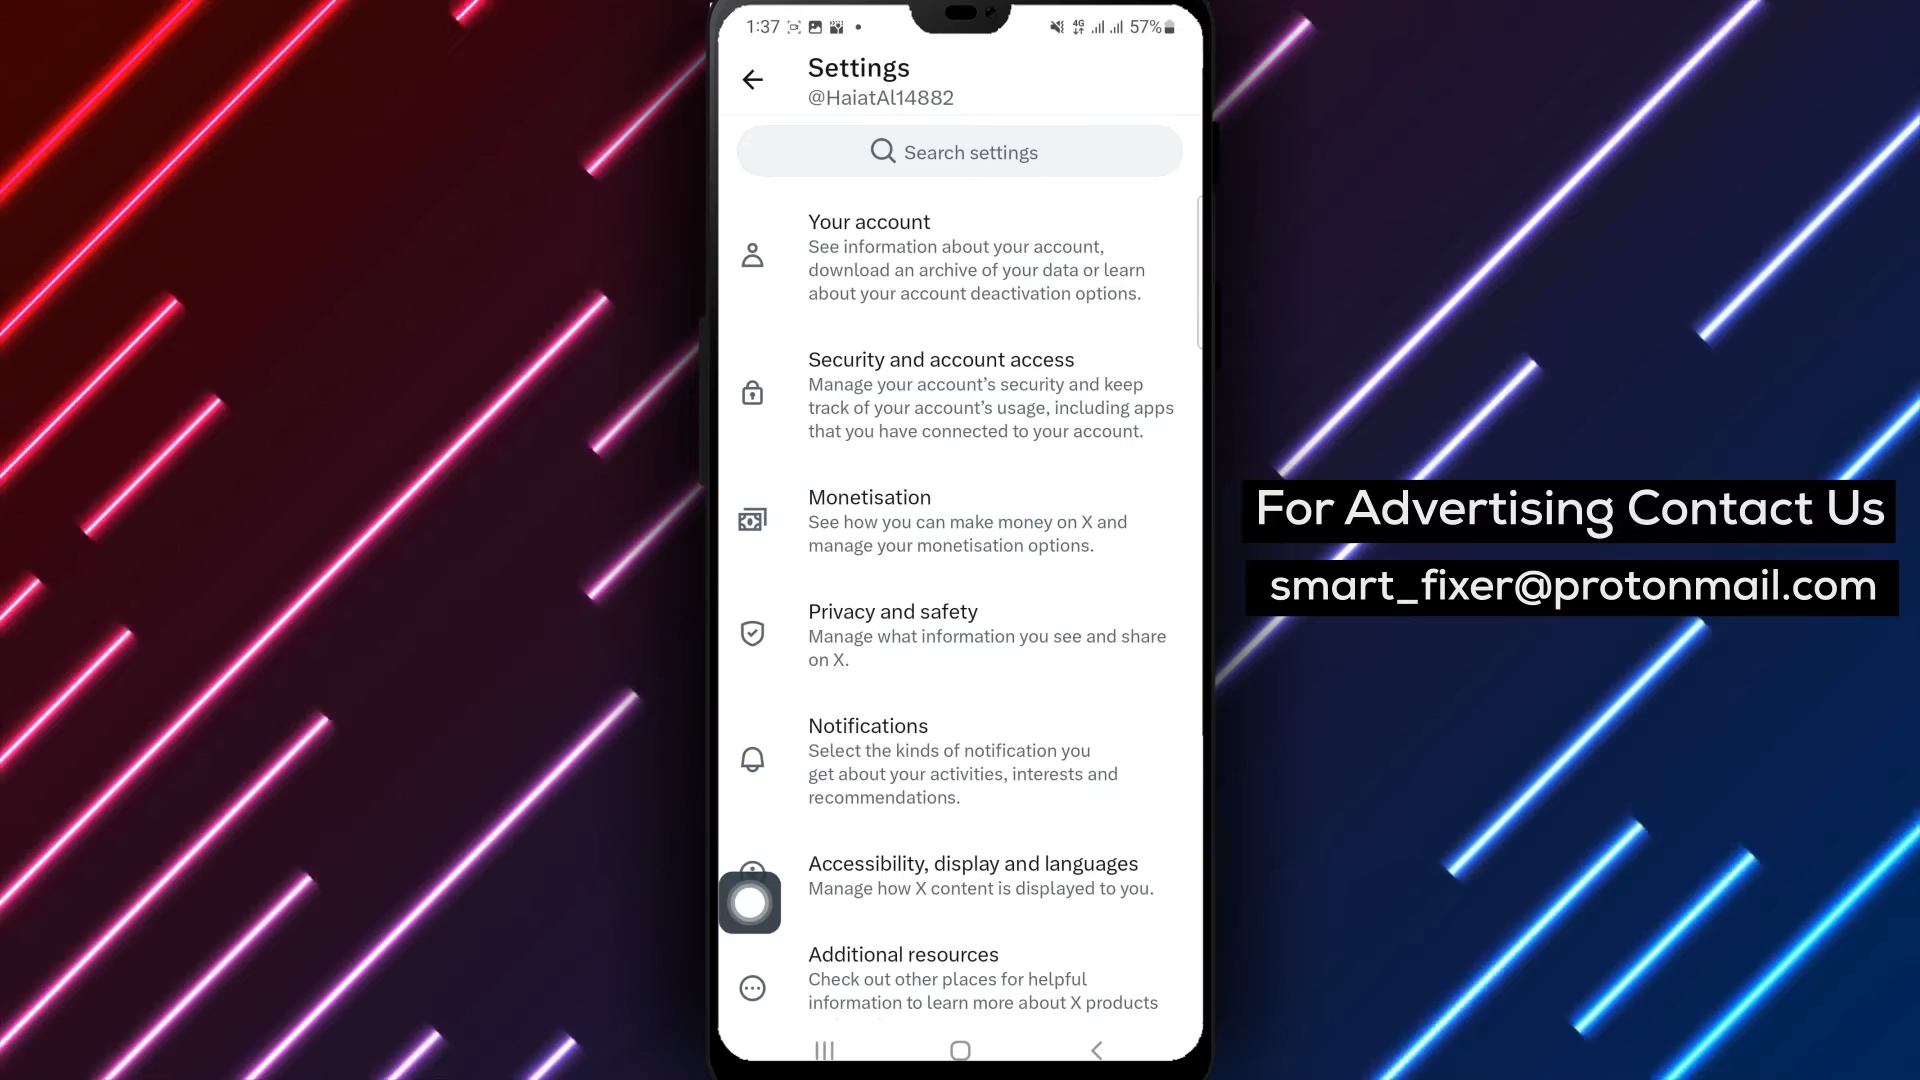 1:37
4G
57%
Settings
@HaiatAl14882
Search settings
Your account
See information about your account,
download an archive of your data or learn
about your account deactivation options.
Security and account access
Manage your account’s security and keep
track of your account’s usage, including apps
that you have connected to your account.
Monetisation
See how you can make money on X and
manage your monetisation options.
Privacy and safety
Manage what information you see and share
on X.
Notifications
Select the kinds of notification you
get about your activities, interests and
recommendations.
Accessibility, display and languages
Manage how X content is displayed to you.
Additional resources
Check out other places for helpful
information to learn more about X products
For Advertising Contact Us
smart_fixer@protonmail.com